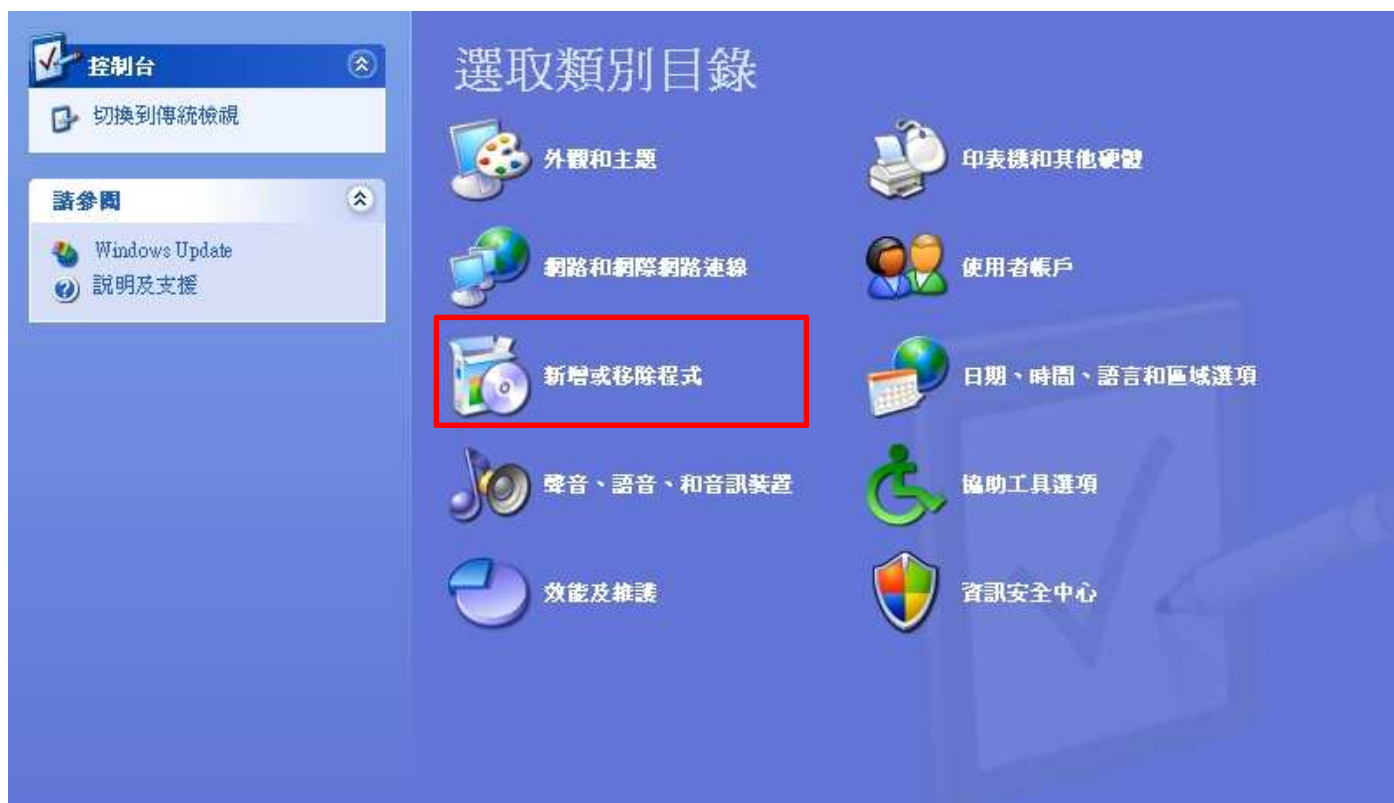 控制台
切換到傳統檢視
請參閱
Windows Update
說明及支援
選取類別目錄
外觀和主題
印表機和其他硬體
網路和網際網路連線
使用者帳戶
新增或移除程式
日期、時間、語言和區域選項
聲音、語音、和音訊裝置
協助工具選項
效能及維護
資訊安全中心